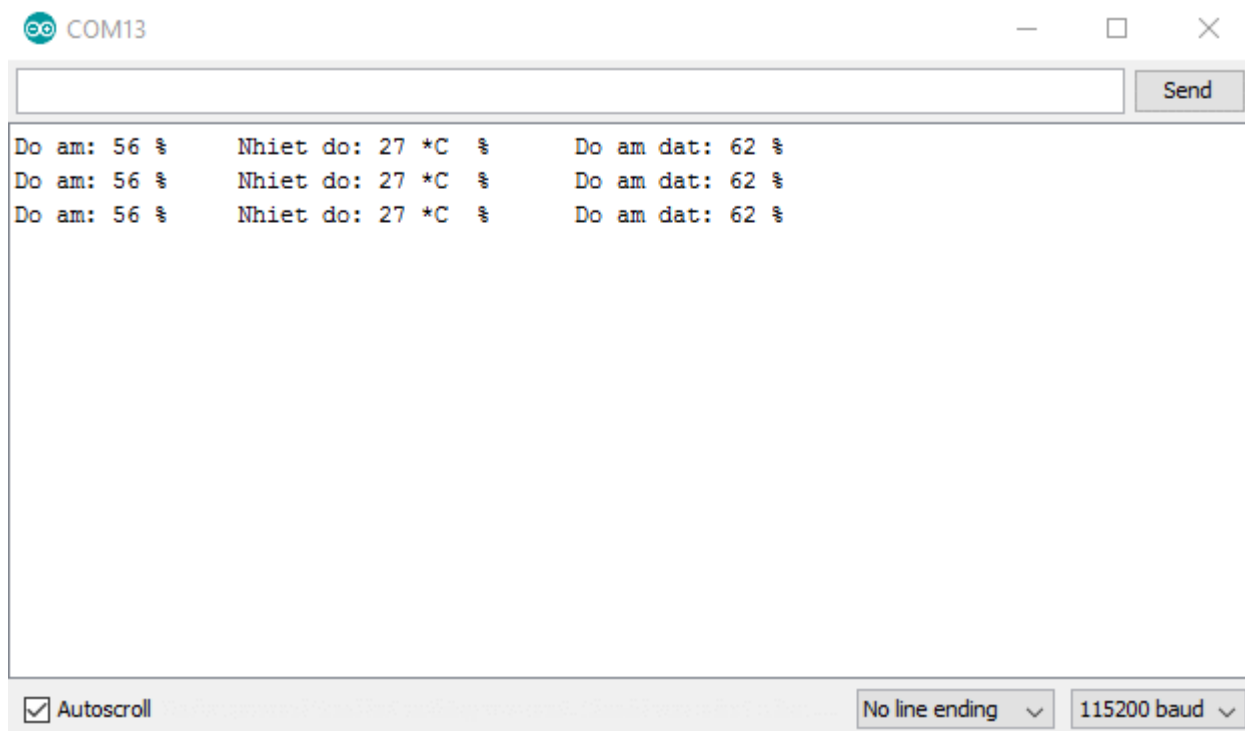 COM13
Send
Do am: 56 %     Nhiet do: 27 *C  %      Do am dat: 62 %
Do am: 56 %     Nhiet do: 27 *C  %      Do am dat: 62 %
Do am: 56 %     Nhiet do: 27 *C  %      Do am dat: 62 %
Autoscroll No line ending 115200 baud